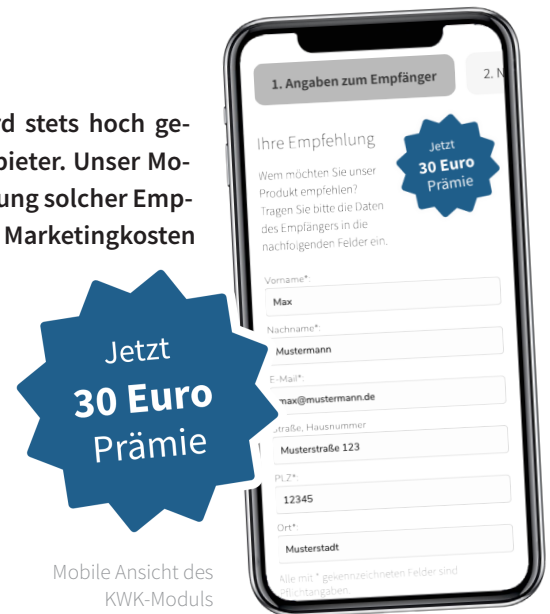 rd stets hoch ge-
bieter. Unser Mo-
ung solcher Emp-
Marketingkosten
Jetzt
30 Euro
Prämie
Mobile Ansicht des
KWK-Moduls
1. Angaben zum Empfänger
2. N
Ihre Empfehlung
Wem möchten Sie unser
Produkt empfehlen?
Tragen Sie bitte die Daten
des Empfängers in die
nachfolgenden Felder ein.
Jetzt
30 Euro
Prämie
Vorname*:
Max
Nachname*:
Mustermann
E-Mail*:
max@mustermann.de
Straße, Hausnummer
Musterstraße 123
PLZ*:
12345
Ort*:
Musterstadt
Alle mit * gekennzeichneten Felder sind
Pflichtangaben.